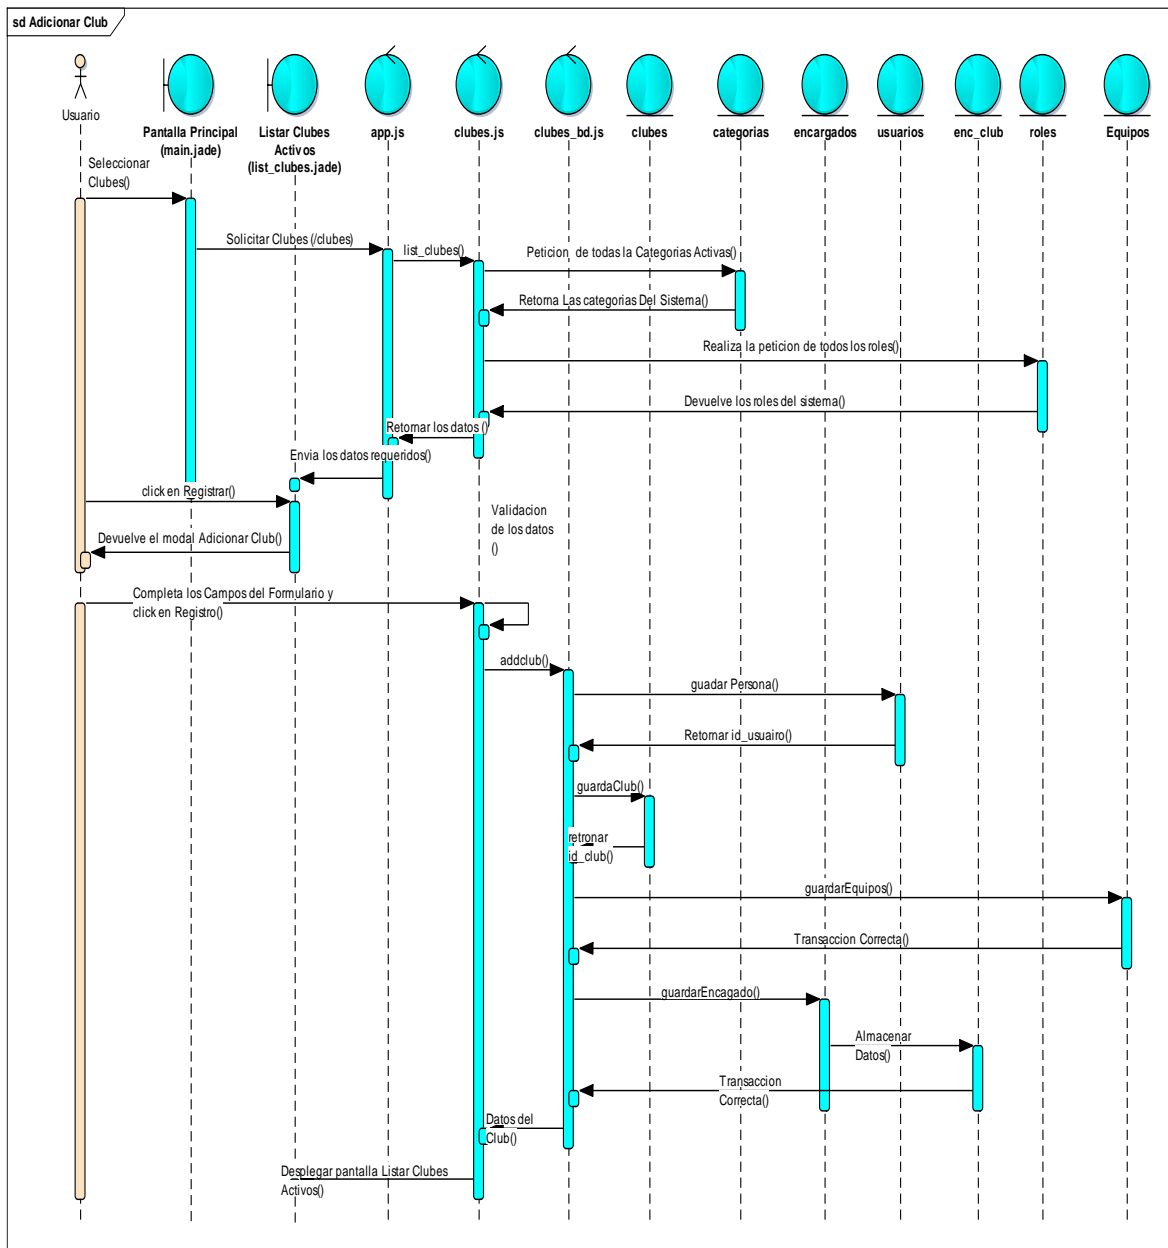 sd Adicionar Club
Usuario
Pantalla Principal
(main.jade)
Listar Clubes
Activos
(list_clubes.jade)
app.js
clubes.js
clubes_bd.js
clubes
categorias
encargados
usuarios
enc_club
roles
Equipos
Seleccionar
Clubes()
Solicitar Clubes (/clubes)
list_clubes()
Peticion de todas la Categorias Activas()
Retorna Las categorias Del Sistema()
Realiza la peticion de todos los roles()
Devuelve los roles del sistema()
Retornar los datos ()
Envia los datos requeridos()
click en Registrar()
Validacion
de los datos
()
Devuelve el modal Adicionar Club()
Completa los Campos del Formulario y
click en Registro()
addclub()
guadar Persona()
Retornar id_usuairo()
guardaClub()
retronar
id_club()
guardarEquipos()
Transaccion Correcta()
guardarEncagado()
Almacenar
Datos()
Transaccion
Correcta()
Datos del
Club()
Desplegar pantalla Listar Clubes
Activos()